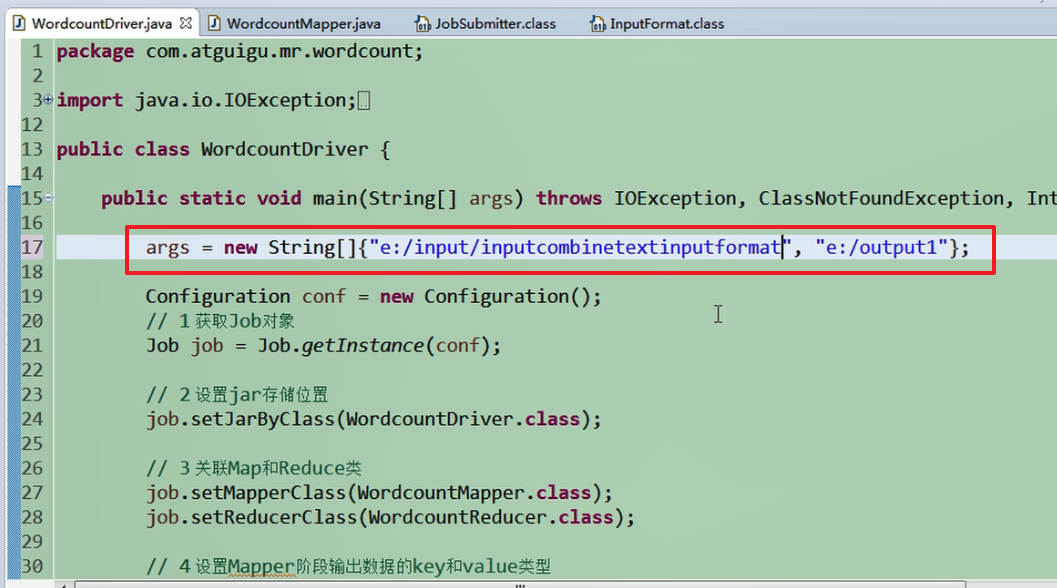 WordcountDriver.java WordcountMapper.java JobSubmitter.class InputFormat.class
1 package com.atguigu.mr.wordcount;
2
3 import java.io.IOException;
12
13 public class WordcountDriver {
14
15 public static void main(String[] args) throws IOException, ClassNotFoundException, Int
16
17 args = new String[]{"e:/input/inputcombinetextinputformat", "e:/output1"};
18
19 Configuration conf = new Configuration();
20 // 1 获取Job对象
21 Job job = Job.getInstance(conf);
22
23 // 2 设置jar存储位置
24 job.setJarByClass(WordcountDriver.class);
25
26 // 3 关联Map和Reduce类
27 job.setMapperClass(WordcountMapper.class);
28 job.setReducerClass(WordcountReducer.class);
29
30 // 4 设置Mapper阶段输出数据的key和value类型